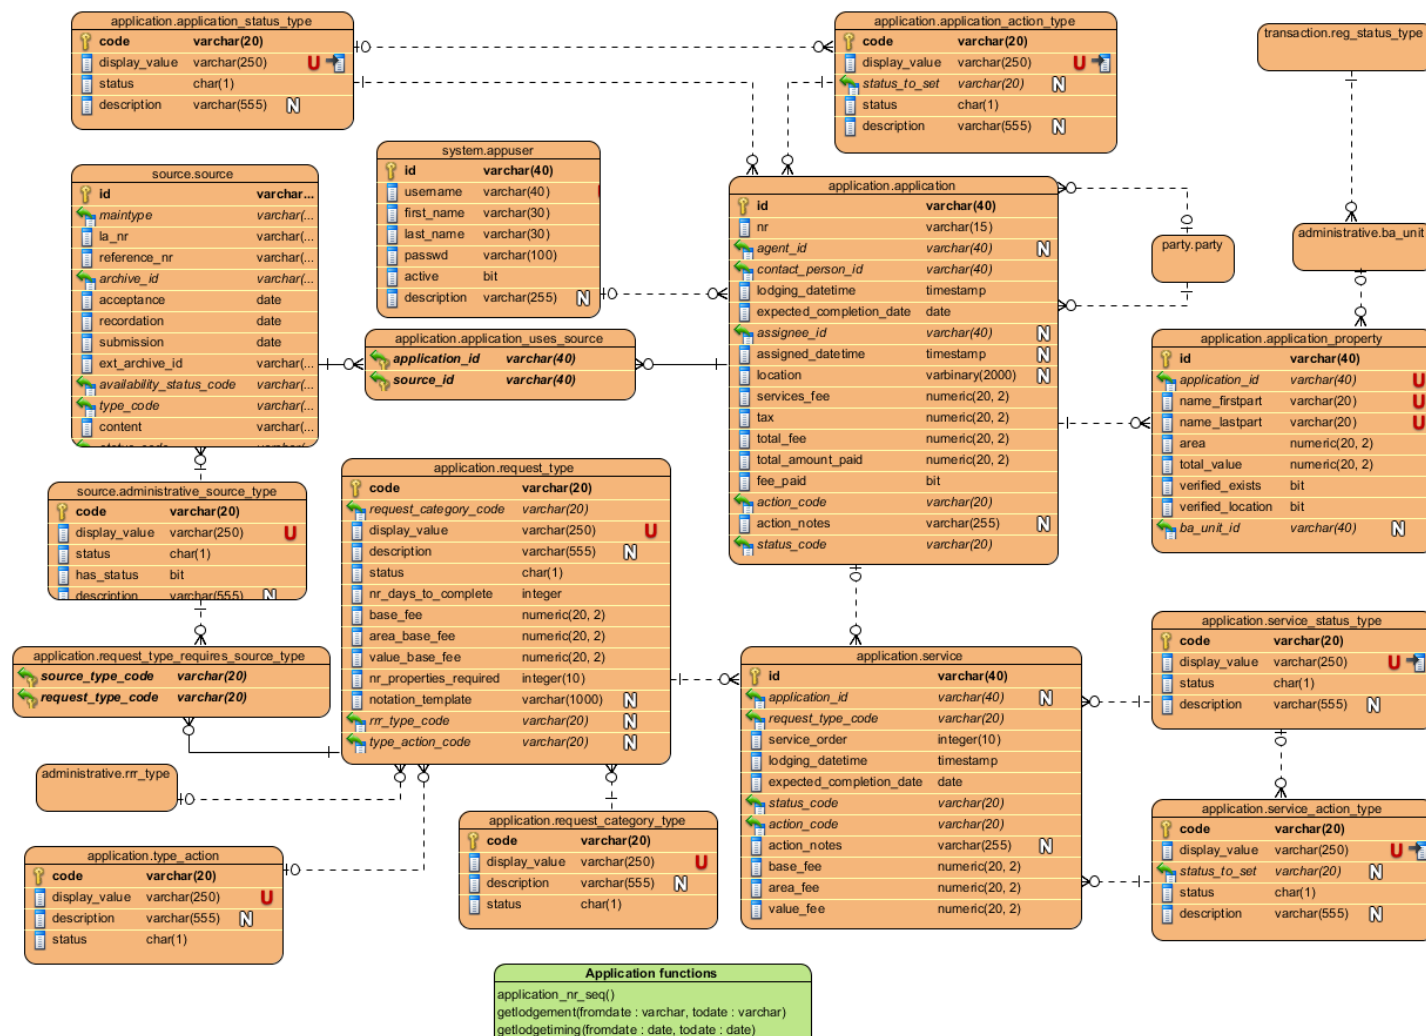 application.application_status_type
code varchar(20)
display_value varchar(250) U
status char(1)
description varchar(555) N
application.application_action_type
code varchar(20)
display_value varchar(250) U
status_to_set varchar(20) N
status char(1)
description varchar(555) N
transaction.reg_status_type
system.appuser
id varchar(40)
username varchar(40)
first_name varchar(30)
last_name varchar(30)
passwd varchar(100)
active bit
description varchar(255) N
source.source
id varchar...
maintype varchar(...
la_nr varchar(...
reference_nr varchar(...
archive_id varchar(...
acceptance date
recordation date
submission date
ext_archive_id varchar(...
availability_status_code varchar(...
type_code varchar(...
content varchar(...
status_code varchar(...
application.application
id varchar(40)
nr varchar(15)
agent_id varchar(40) N
contact_person_id varchar(40)
lodging_datetime timestamp
expected_completion_date date
assignee_id varchar(40) N
assigned_datetime timestamp N
location varbinary(2000) N
services_fee numeric(20, 2)
tax numeric(20, 2)
total_fee numeric(20, 2)
total_amount_paid numeric(20, 2)
fee_paid bit
action_code varchar(20)
action_notes varchar(255) N
status_code varchar(20)
party.party
administrative.ba_unit
application.application_uses_source
application_id varchar(40)
source_id varchar(40)
application.application_property
id varchar(40)
application_id varchar(40) U
name_firstpart varchar(20) U
name_lastpart varchar(20) U
area numeric(20, 2)
total_value numeric(20, 2)
verified_exists bit
verified_location bit
ba_unit_id varchar(40) N
source.administrative_source_type
code varchar(20)
display_value varchar(250) U
status char(1)
has_status bit
description varchar(555) N
application.request_type
code varchar(20)
request_category_code varchar(20)
display_value varchar(250) U
description varchar(555) N
status char(1)
nr_days_to_complete integer
base_fee numeric(20, 2)
area_base_fee numeric(20, 2)
value_base_fee numeric(20, 2)
nr_properties_required integer(10)
notation_template varchar(1000) N
rrr_type_code varchar(20) N
type_action_code varchar(20) N
application.request_type_requires_source_type
source_type_code varchar(20)
request_type_code varchar(20)
application.service
id varchar(40)
application_id varchar(40) N
request_type_code varchar(20)
service_order integer(10)
lodging_datetime timestamp
expected_completion_date date
status_code varchar(20)
action_code varchar(20)
action_notes varchar(255) N
base_fee numeric(20, 2)
area_fee numeric(20, 2)
value_fee numeric(20, 2)
application.service_status_type
code varchar(20)
display_value varchar(250) U
status char(1)
description varchar(555) N
administrative.rrr_type
application.type_action
code varchar(20)
display_value varchar(250) U
description varchar(555) N
status char(1)
application.request_category_type
code varchar(20)
display_value varchar(250) U
description varchar(555) N
status char(1)
application.service_action_type
code varchar(20)
display_value varchar(250) U
status_to_set varchar(20) N
status char(1)
description varchar(555) N
Application functions
application_nr_seq()
getlodgement(fromdate : varchar, todate : varchar)
getlodgetiming(fromdate : date, todate : date)